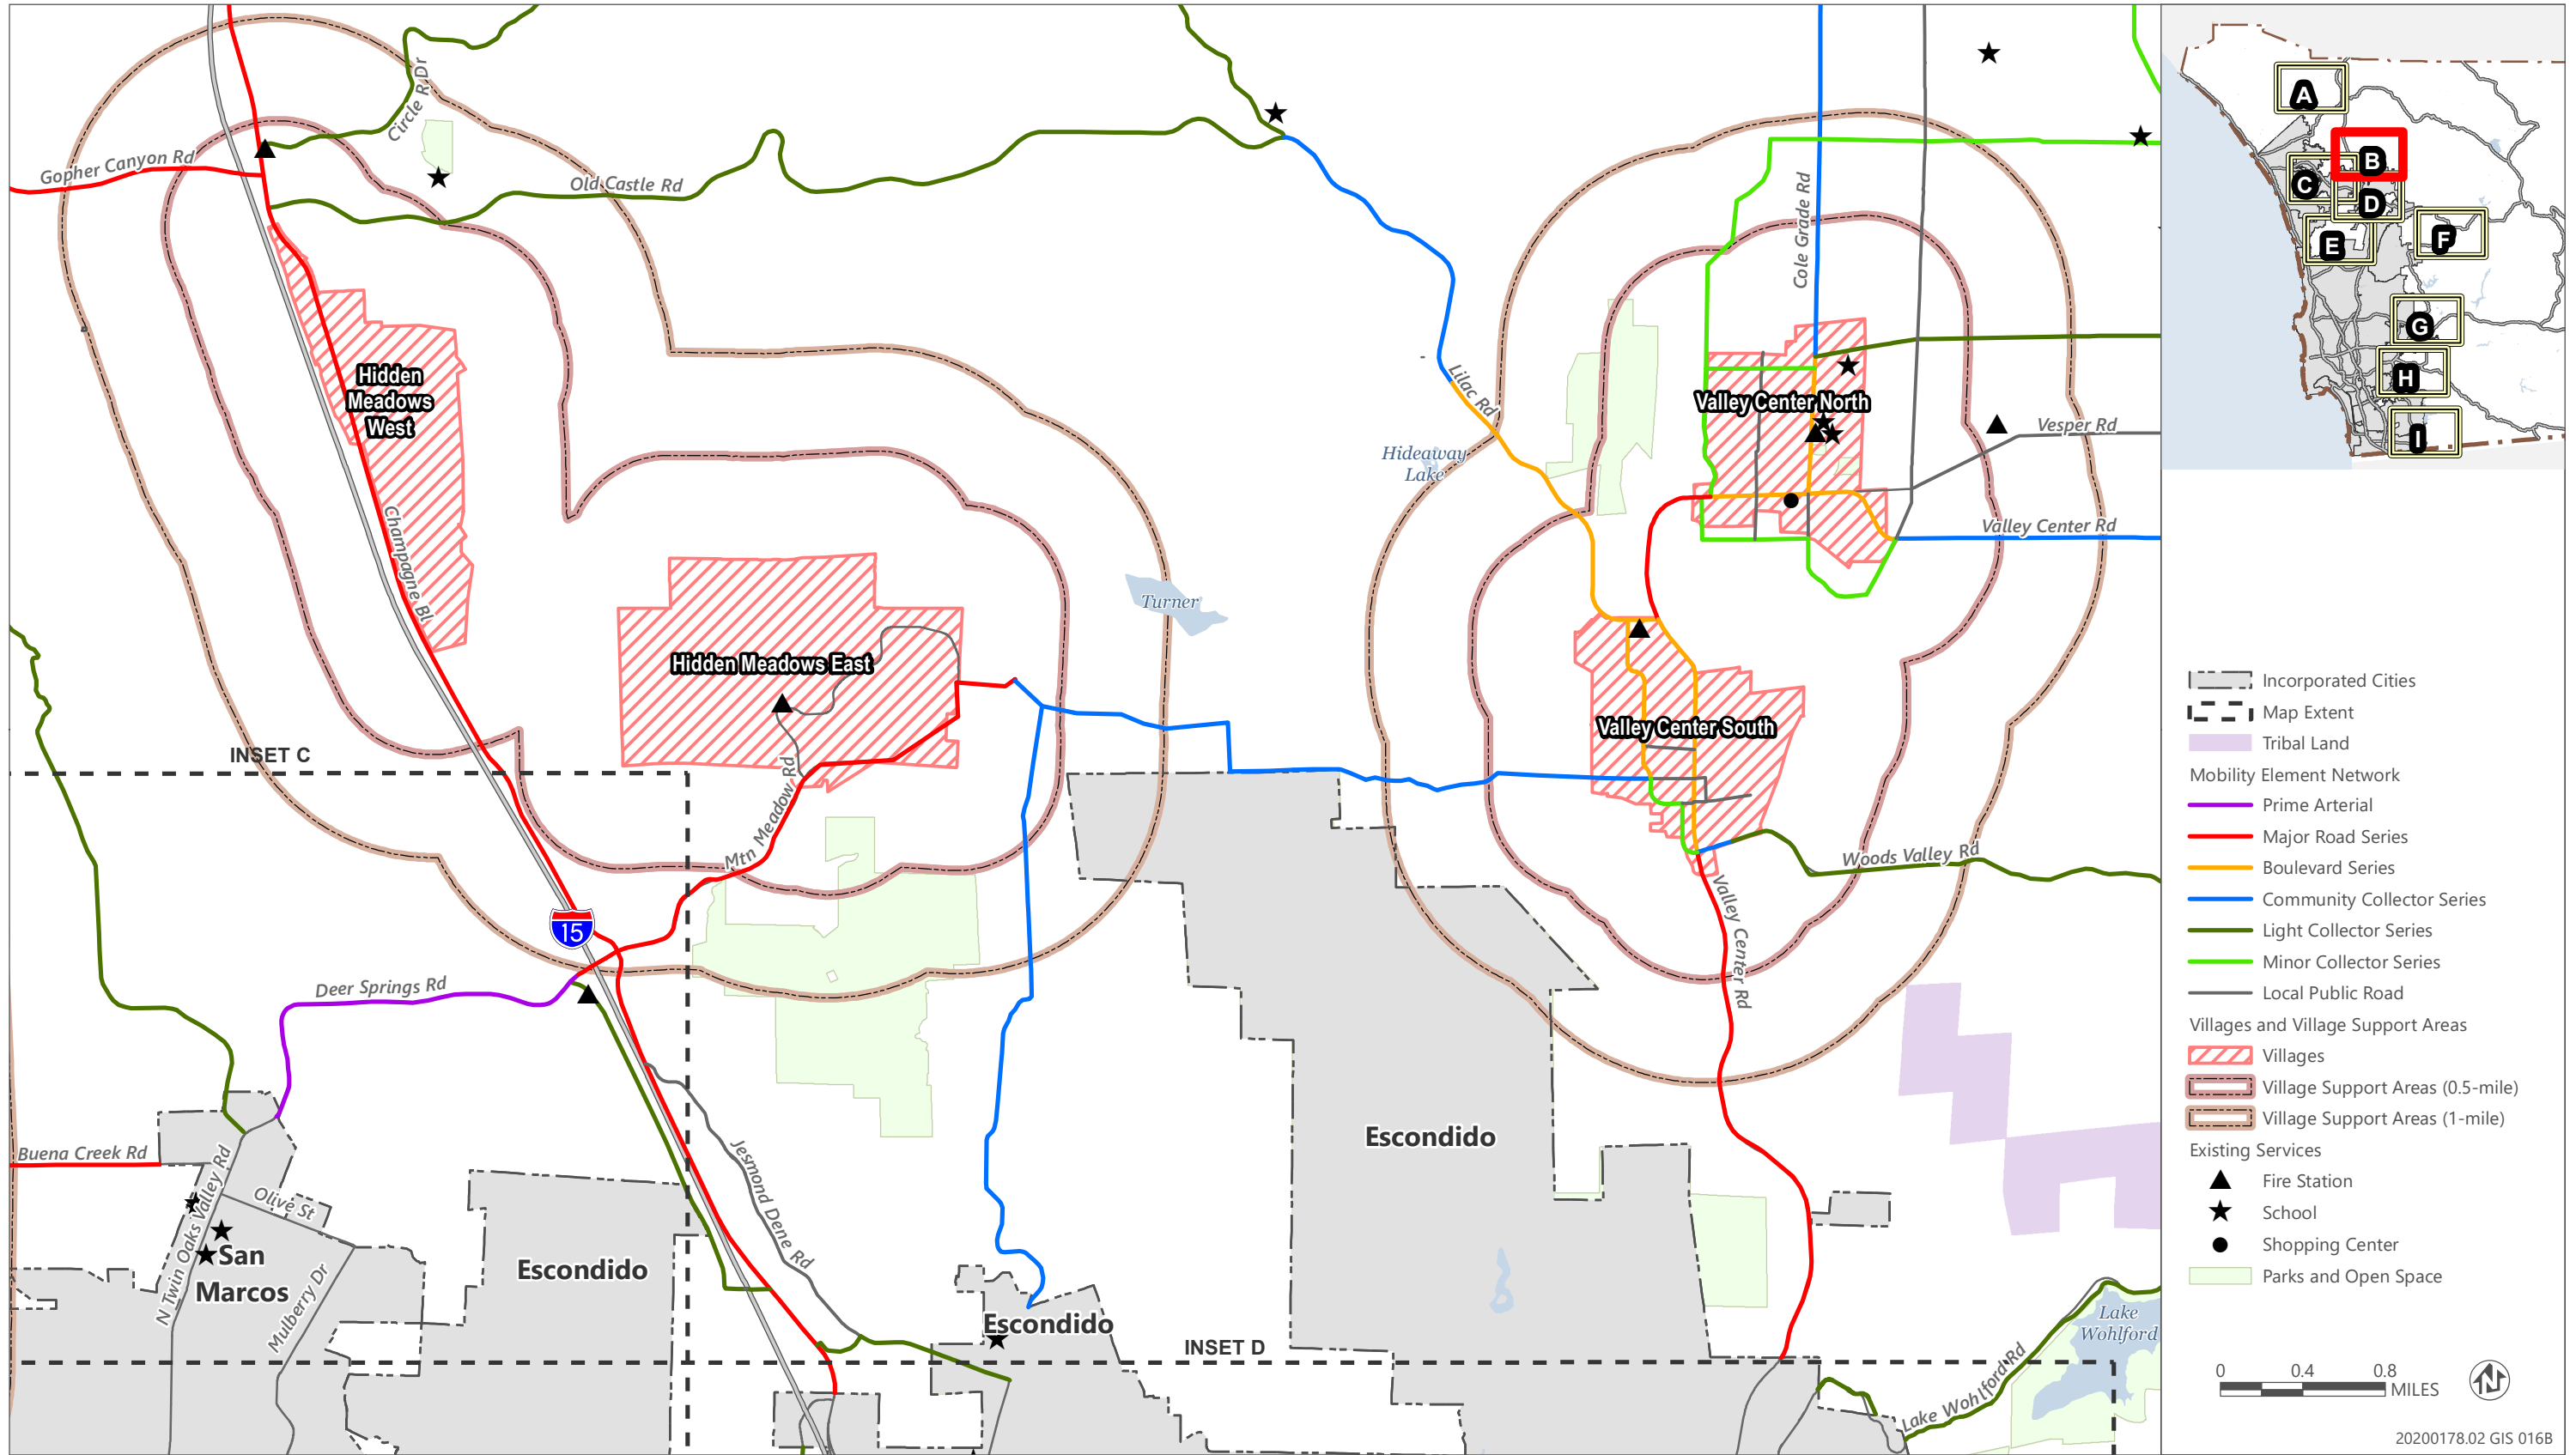 Circle R Dr
Gopher Canyon Rd
Old Castle Rd
Cole Grade Rd
Hidden
Meadows
West
Lilac Rd
Valley Center North
Vesper Rd
Hideaway
Lake
Champagne Bl
Valley Center Rd
Turner
Hidden Meadows East
Valley Center South
INSET C
Mtn Meadow Rd
Woods Valley Rd
Valley Center Rd
15
Deer Springs Rd
Escondido
Buena Creek Rd
N Twin Oaks Valley Rd
Olive St
Jesmond Dene Rd
San
Marcos
Escondido
Mulberry Dr
Escondido
INSET D
Lake
Wohlford
Lake Wohlford Rd
A
B
C
D
E
F
G
H
I
Incorporated Cities
Map Extent
Tribal Land
Mobility Element Network
Prime Arterial
Major Road Series
Boulevard Series
Community Collector Series
Light Collector Series
Minor Collector Series
Local Public Road
Villages and Village Support Areas
Villages
Village Support Areas (0.5-mile)
Village Support Areas (1-mile)
Existing Services
Fire Station
School
Shopping Center
Parks and Open Space
0 0.4 0.8
MILES
N
20200178.02 GIS 016B